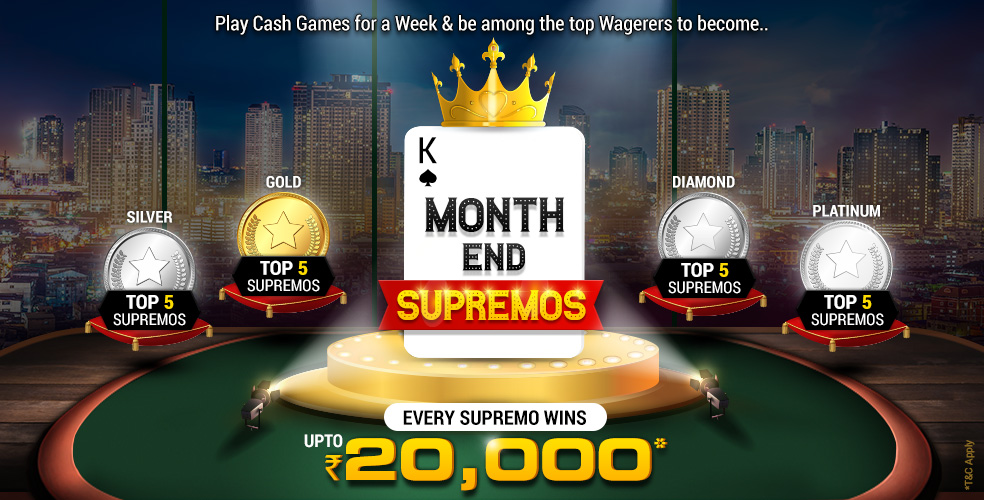 Play Cash Games for a Week & be among the top Wagerers to become..
K
MONTH
END
SUPREMOS
SILVER
TOP 5
SUPREMOS
GOLD
TOP 5
SUPREMOS
DIAMOND
TOP 5
SUPREMOS
PLATINUM
TOP 5
SUPREMOS
EVERY SUPREMO WINS
UPTO ₹20,000*
*T&C Apply